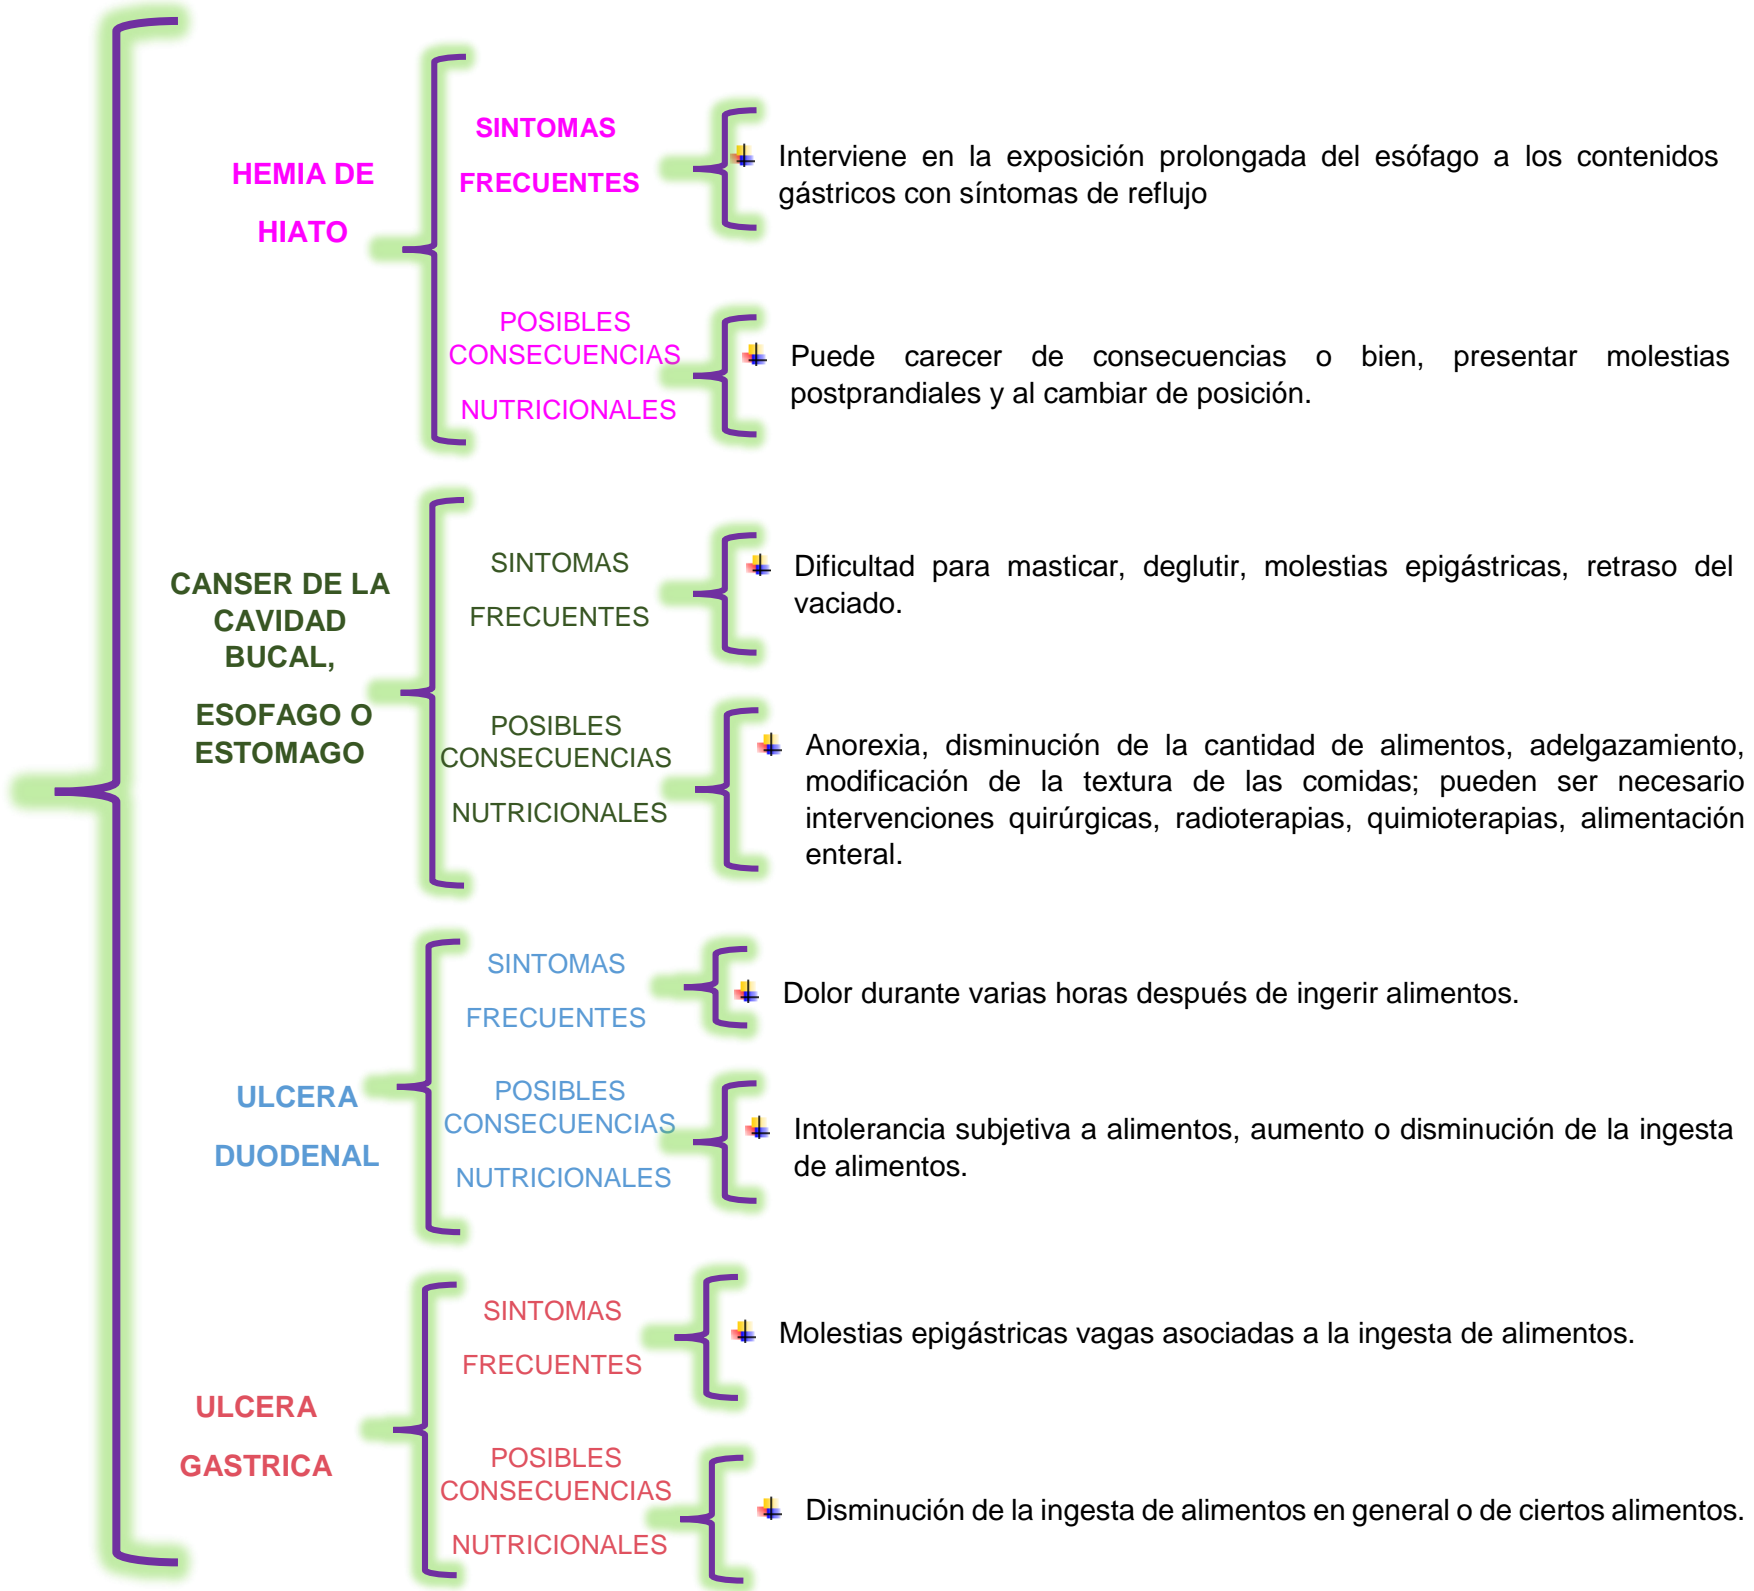 HEMIA DE
HIATO
SINTOMAS
FRECUENTES
Interviene en la exposición prolongada del esófago a los contenidos
gástricos con síntomas de reflujo
POSIBLES
CONSECUENCIAS
NUTRICIONALES
Puede carecer de consecuencias o bien, presentar molestias
postprandiales y al cambiar de posición.
CANSER DE LA
CAVIDAD
BUCAL,
ESOFAGO O
ESTOMAGO
SINTOMAS
FRECUENTES
Dificultad para masticar, deglutir, molestias epigástricas, retraso del
vaciado.
POSIBLES
CONSECUENCIAS
NUTRICIONALES
Anorexia, disminución de la cantidad de alimentos, adelgazamiento,
modificación de la textura de las comidas; pueden ser necesario
intervenciones quirúrgicas, radioterapias, quimioterapias, alimentación
enteral.
ULCERA
DUODENAL
SINTOMAS
FRECUENTES
Dolor durante varias horas después de ingerir alimentos.
POSIBLES
CONSECUENCIAS
NUTRICIONALES
Intolerancia subjetiva a alimentos, aumento o disminución de la ingesta
de alimentos.
ULCERA
GASTRICA
SINTOMAS
FRECUENTES
Molestias epigástricas vagas asociadas a la ingesta de alimentos.
POSIBLES
CONSECUENCIAS
NUTRICIONALES
Disminución de la ingesta de alimentos en general o de ciertos alimentos.